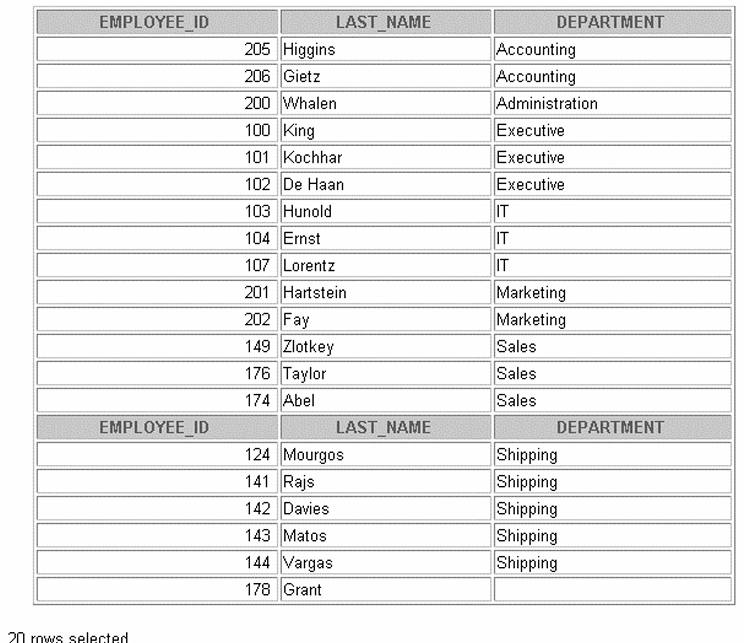 EMPLOYEE_ID LAST_NAME DEPARTMENT
205 Higgins Accounting
206 Gietz Accounting
200 Whalen Administration
100 King Executive
101 Kochhar Executive
102 De Haan Executive
103 Hunold IT
104 Ernst IT
107 Lorentz IT
201 Hartstein Marketing
202 Fay Marketing
149 Zlotkey Sales
176 Taylor Sales
174 Abel Sales
EMPLOYEE_ID LAST_NAME DEPARTMENT
124 Mourgos Shipping
141 Rajs Shipping
142 Davies Shipping
143 Matos Shipping
144 Vargas Shipping
178 Grant
20 rows selected